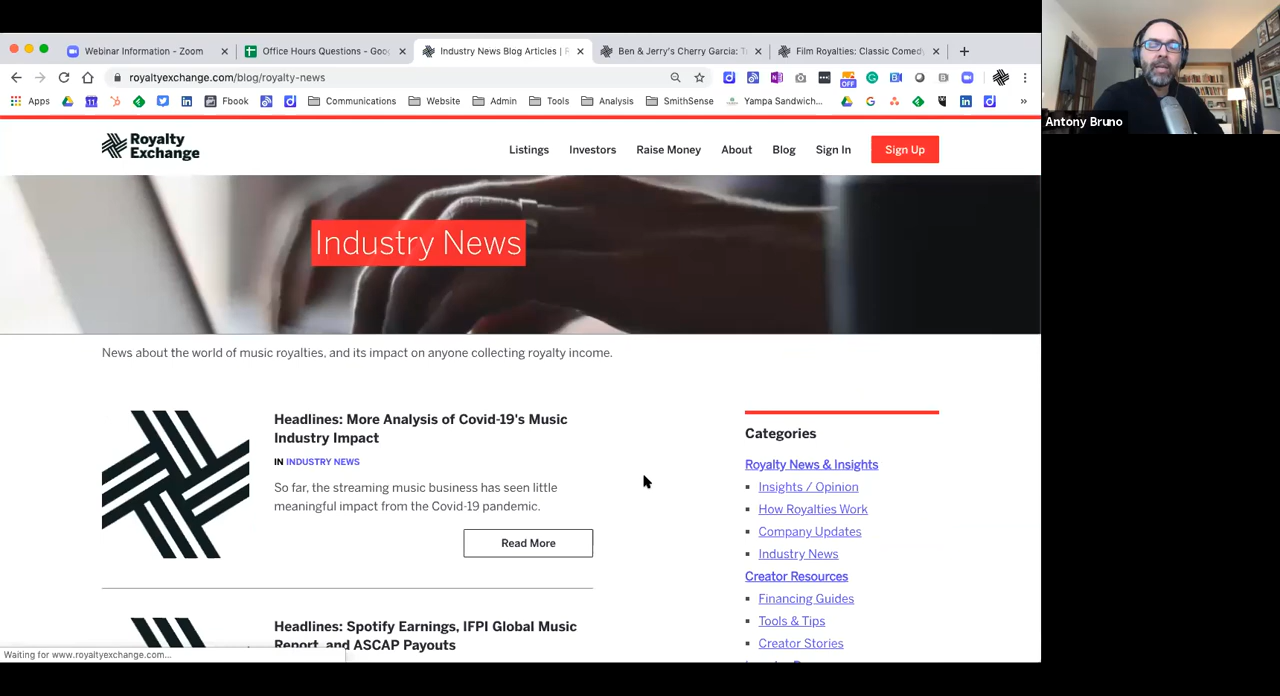 Webinar Information - Zoom
Office Hours Questions - Goo
Industry News Blog Articles | R
Ben & Jerry's Cherry Garcia: T
Film Royalties: Classic Comedy
royaltyexchange.com/blog/royalty-news
OFF
Apps
Fbook
Communications
Website
Admin
Tools
Analysis
SmithSense
Yampa Sandwich...
Antony Bruno
Royalty
Exchange
Listings
Investors
Raise Money
About
Blog
Sign In
Sign Up
Industry News
News about the world of music royalties, and its impact on anyone collecting royalty income.
Headlines: More Analysis of Covid-19's Music
Industry Impact
IN INDUSTRY NEWS
So far, the streaming music business has seen little
meaningful impact from the Covid-19 pandemic.
Read More
Headlines: Spotify Earnings, IFPI Global Music
Report, and ASCAP Payouts
Categories
Royalty News & Insights
Insights / Opinion
How Royalties Work
Company Updates
Industry News
Creator Resources
Financing Guides
Tools & Tips
Creator Stories
Waiting for www.royaltyexchange.com...